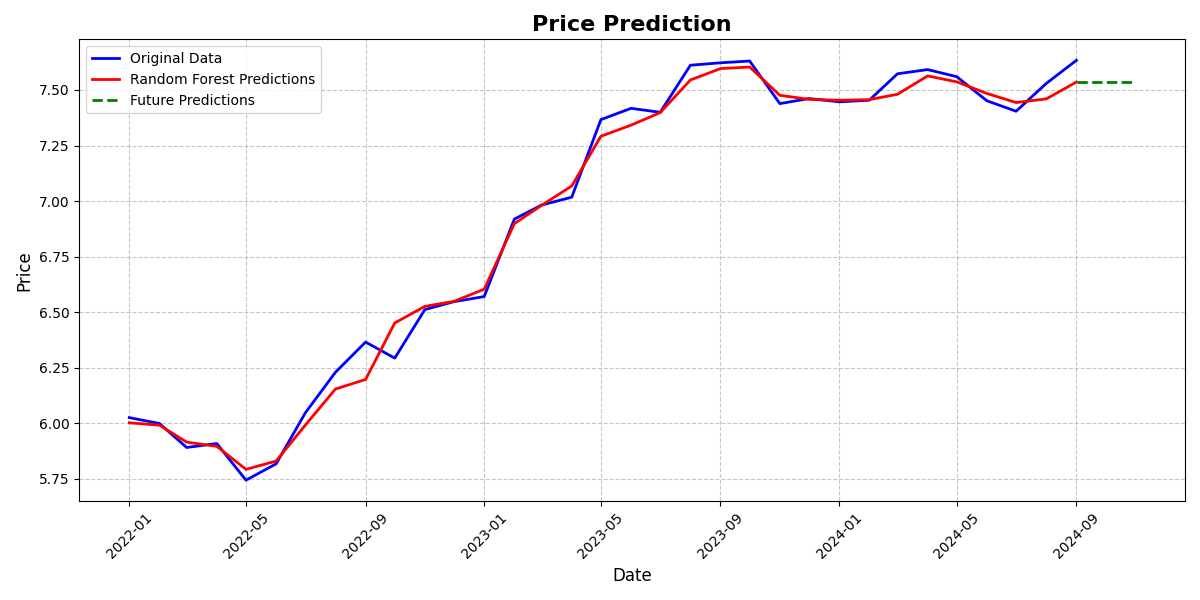 Price Prediction
Original Data
Random Forest Predictions
Future Predictions
Price
7.50
7.25
7.00
6.75
6.50
6.25
6.00
5.75
2022-01
2022-05
2022-09
2023-01
2023-05
2023-09
2024-01
2024-05
2024-09
Date